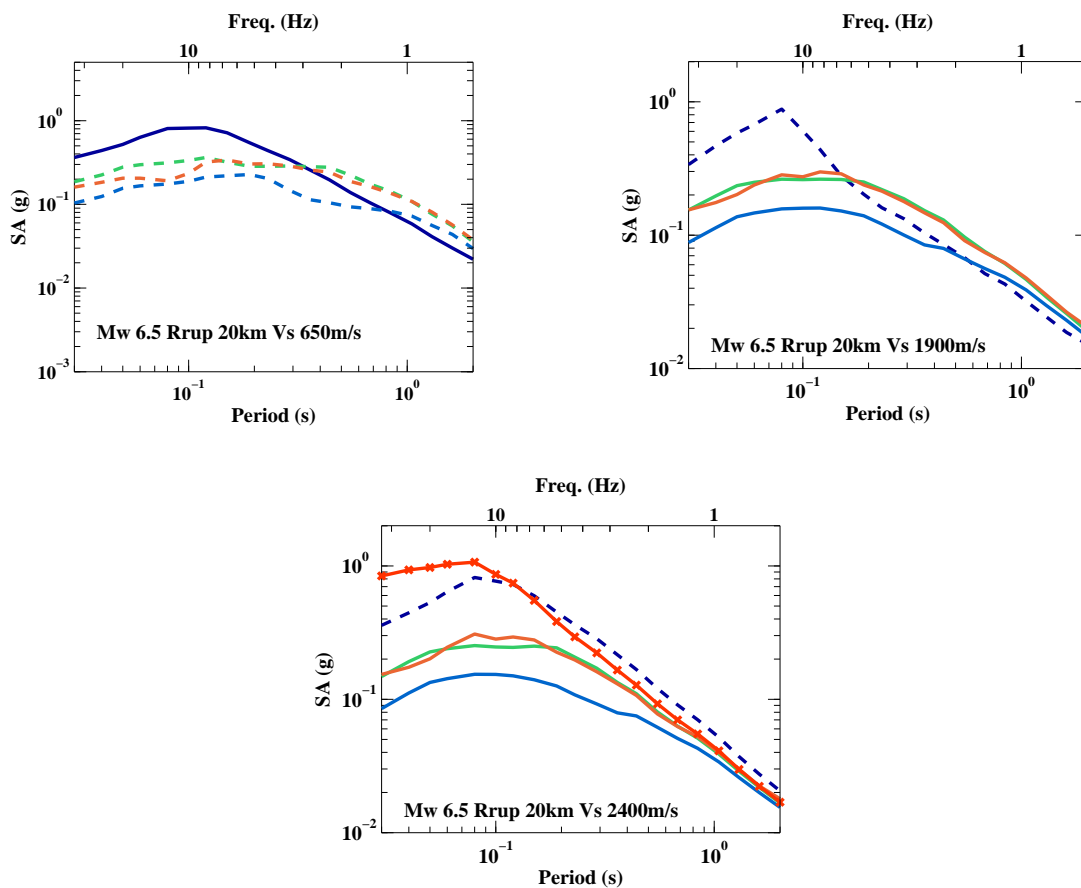 Freq. (Hz)
10 1
10⁰
10⁻¹
10⁻²
10⁻³
SA (g)
Mw 6.5 Rrup 20km Vs 650m/s
10⁻¹ 10⁰
Period (s)
Freq. (Hz)
10 1
10⁰
10⁻¹
10⁻²
SA (g)
Mw 6.5 Rrup 20km Vs 1900m/s
10⁻¹ 10⁰
Period (s)
Freq. (Hz)
10 1
10⁰
10⁻¹
10⁻²
SA (g)
Mw 6.5 Rrup 20km Vs 2400m/s
10⁻¹ 10⁰
Period (s)